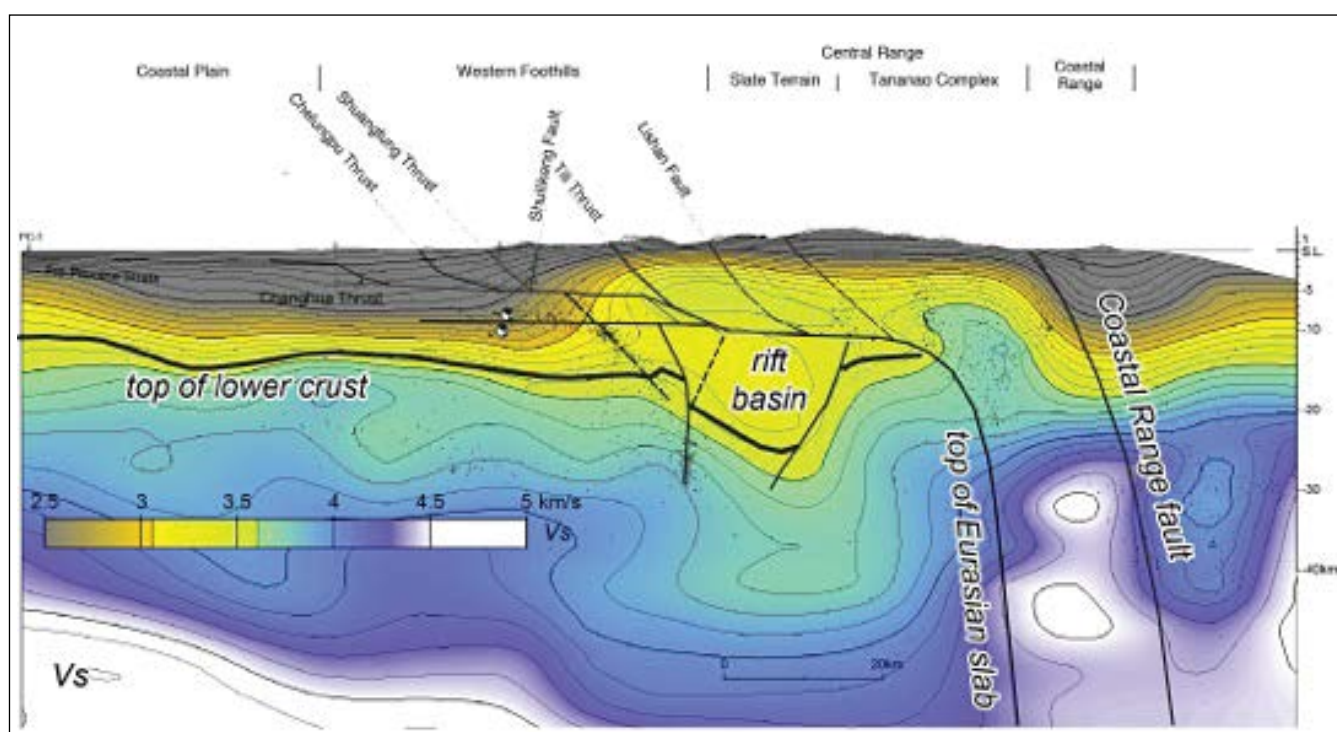 Central Range
Coastal Plain
Western Foothills
Slate Terrain
Tananao Complex
Coastal
Range
Chelungpu Thrust
Shuangtung Thrust
Shuilikeng Fault
Tili Thrust
Lishan Fault
S.L.
Changhua Thrust
-5
-10
top of lower crust
rift
basin
-20
Coastal Range fault
top of Eurasian slab
2.5 3 3.5 4 4.5 5 km/s
Vs
-30
-40km
0 20km
Vs